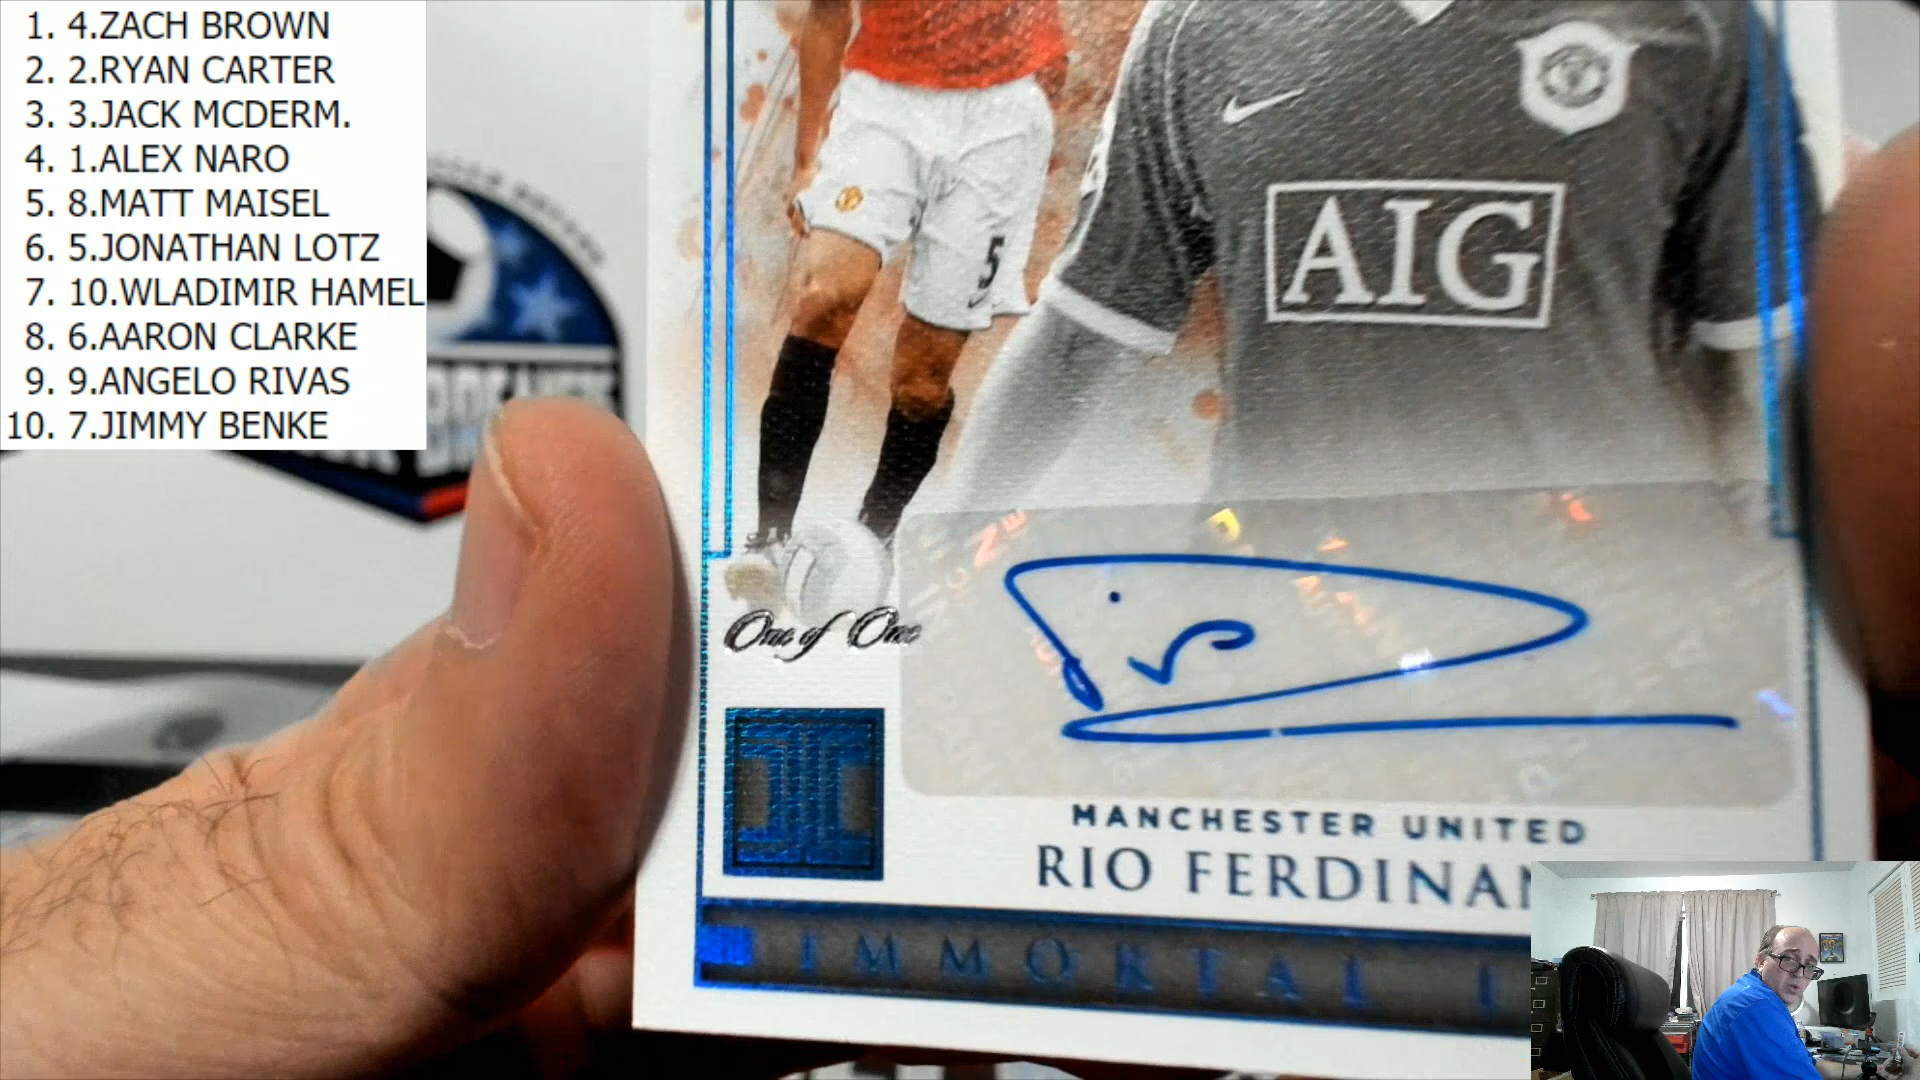 1. 4.ZACH BROWN
2. 2.RYAN CARTER
3. 3.JACK MCDERM.
4. 1.ALEX NARO
5. 8.MATT MAISEL
6. 5.JONATHAN LOTZ
7. 10.WLADIMIR HAMEL
8. 6.AARON CLARKE
9. 9.ANGELO RIVAS
10. 7.JIMMY BENKE
AIG
5
One of One
MANCHESTER UNITED
RIO FERDINAN
IMMORTAL I